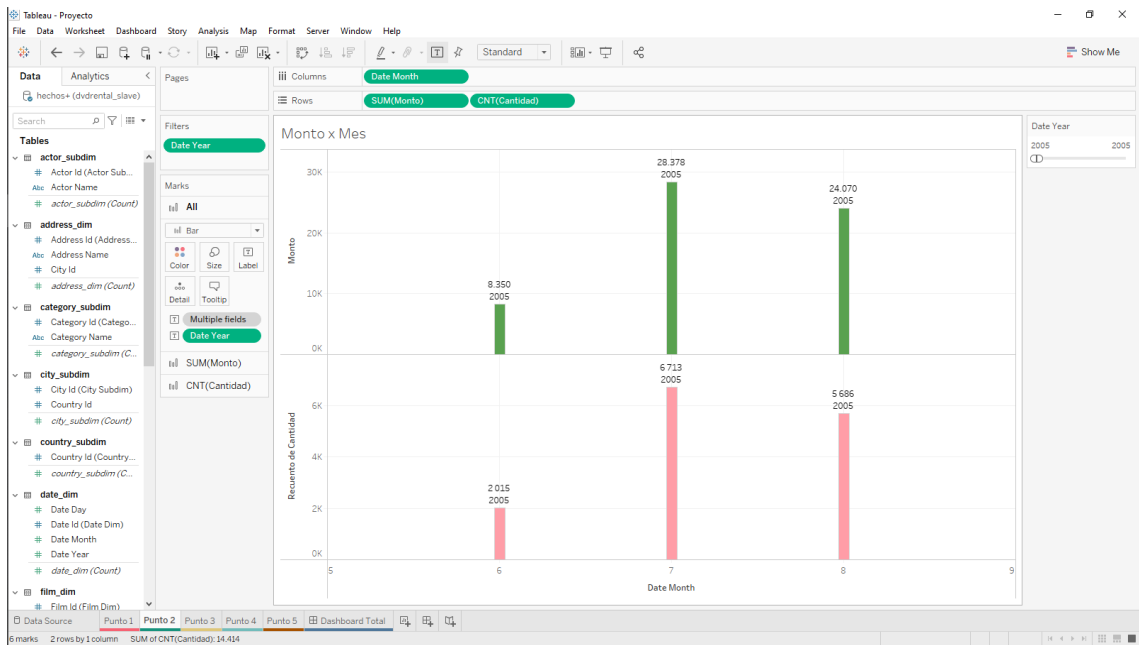 Tableau - Proyecto
File Data Worksheet Dashboard Story Analysis Map Format Server Window Help
Standard
Show Me
Data Analytics
hechos+ (dvdrental_slave)
Search
Tables
actor_subdim
# Actor Id (Actor Sub...
Abc Actor Name
# actor_subdim (Count)
address_dim
# Address Id (Address...
Abc Address Name
# City Id
# address_dim (Count)
category_subdim
# Category Id (Catego...
Abc Category Name
# category_subdim (C...
city_subdim
# City Id (City Subdim)
# Country Id
# city_subdim (Count)
country_subdim
# Country Id (Country...
# country_subdim (C...
date_dim
# Date Day
# Date Id (Date Dim)
# Date Month
# Date Year
# date_dim (Count)
film_dim
# Film Id (Film Dim)
Pages
Filters
Date Year
Marks
All
Bar
Color Size Label
Detail Tooltip
T Multiple fields
T Date Year
SUM(Monto)
CNT(Cantidad)
Columns Date Month
Rows SUM(Monto) CNT(Cantidad)
Monto x Mes
Monto
30K
20K
10K
0K
28.378
2005
24.070
2005
8.350
2005
Recuento de Cantidad
6K
4K
2K
0K
6 713
2005
5 686
2005
2 015
2005
5 6 7 8 9
Date Month
Date Year
2005 2005
Data Source Punto 1 Punto 2 Punto 3 Punto 4 Punto 5 Dashboard Total
6 marks 2 rows by 1 column SUM of CNT(Cantidad): 14.414